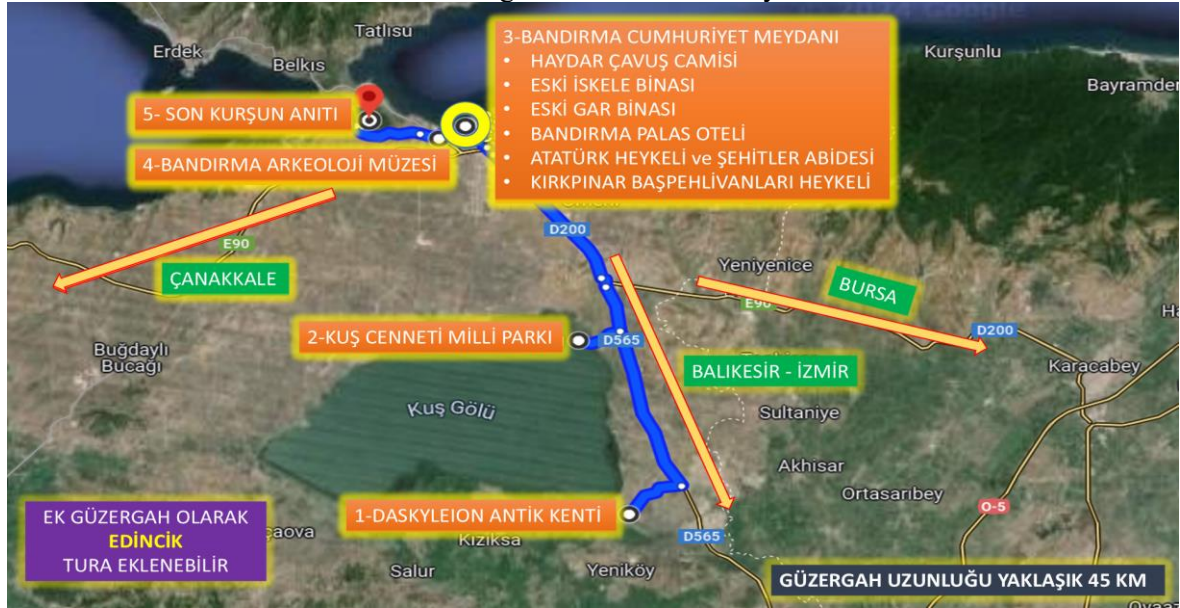 Tatlısu
Erdek
Belkıs
Kurşunlu
Bayramder
3-BANDIRMA CUMHURİYET MEYDANI
• HAYDAR ÇAVUŞ CAMİSİ
• ESKİ İSKELE BİNASI
• ESKİ GAR BİNASI
• BANDIRMA PALAS OTELİ
• ATATÜRK HEYKELİ ve ŞEHİTLER ABİDESİ
• KIRKPINAR BAŞPEHLİVANLARI HEYKELİ
5- SON KURŞUN ANITI
4-BANDIRMA ARKEOLOJİ MÜZESİ
D200
E90
ÇANAKKALE
Yeniyenice
E90
BURSA
D200
2-KUŞ CENNETİ MİLLİ PARKI
D565
Buğdaylı
Bucağı
Karacabey
BALIKESİR - İZMİR
Kuş Gölü
Sultaniye
Akhisar
Ortasarıbey
O-5
1-DASKYLEION ANTİK KENTİ
D565
EK GÜZERGAH OLARAK
EDİNCİK
TURA EKLENEBİLİR
çaova
Kızıksa
Salur
Yeniköy
GÜZERGAH UZUNLUĞU YAKLAŞIK 45 KM